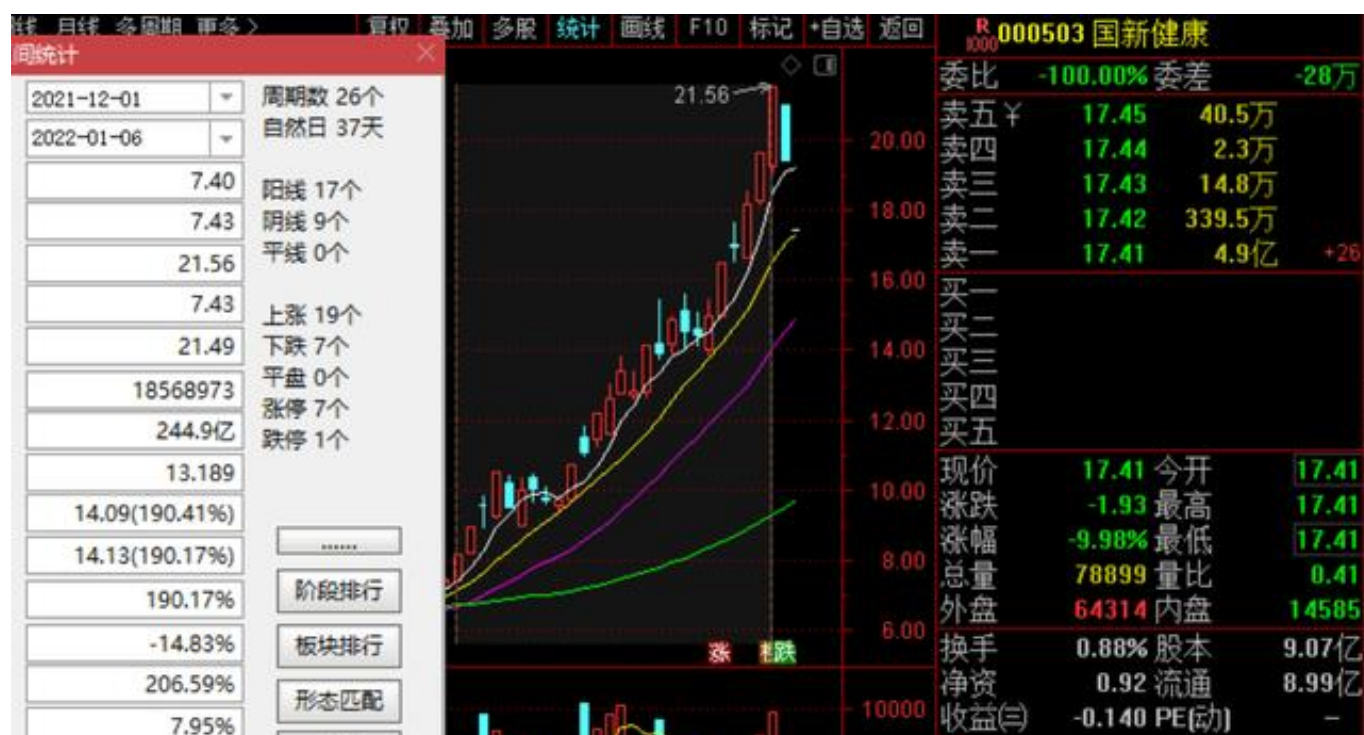 线 月线 多周期 更多>
复权 叠加 多股 统计 画线 F10 标记 +自选 返回
R
1000 000503 国新健康
间统计
2021-12-01
周期数 26个
2022-01-06
自然日 37天
7.40
阳线 17个
7.43
阴线 9个
21.56
平线 0个
7.43
上涨 19个
21.49
下跌 7个
18568973
平盘 0个
涨停 7个
244.9亿
跌停 1个
13.189
14.09(190.41%)
14.13(190.17%)
......
190.17%
阶段排行
-14.83%
板块排行
206.59%
形态匹配
7.95%
21.56
20.00
18.00
16.00
14.00
12.00
10.00
8.00
6.00
涨 跌
10000
委比 -100.00% 委差 -28万
卖五¥ 17.45 40.5万
卖四 17.44 2.3万
卖三 17.43 14.8万
卖二 17.42 339.5万
卖一 17.41 4.9亿 +26
买一
买二
买三
买四
买五
现价 17.41 今开 17.41
涨跌 -1.93 最高 17.41
涨幅 -9.98% 最低 17.41
总量 78899 量比 0.41
外盘 64314 内盘 14585
换手 0.88% 股本 9.07亿
净资 0.92 流通 8.99亿
收益㈢ -0.140 PE(动) —